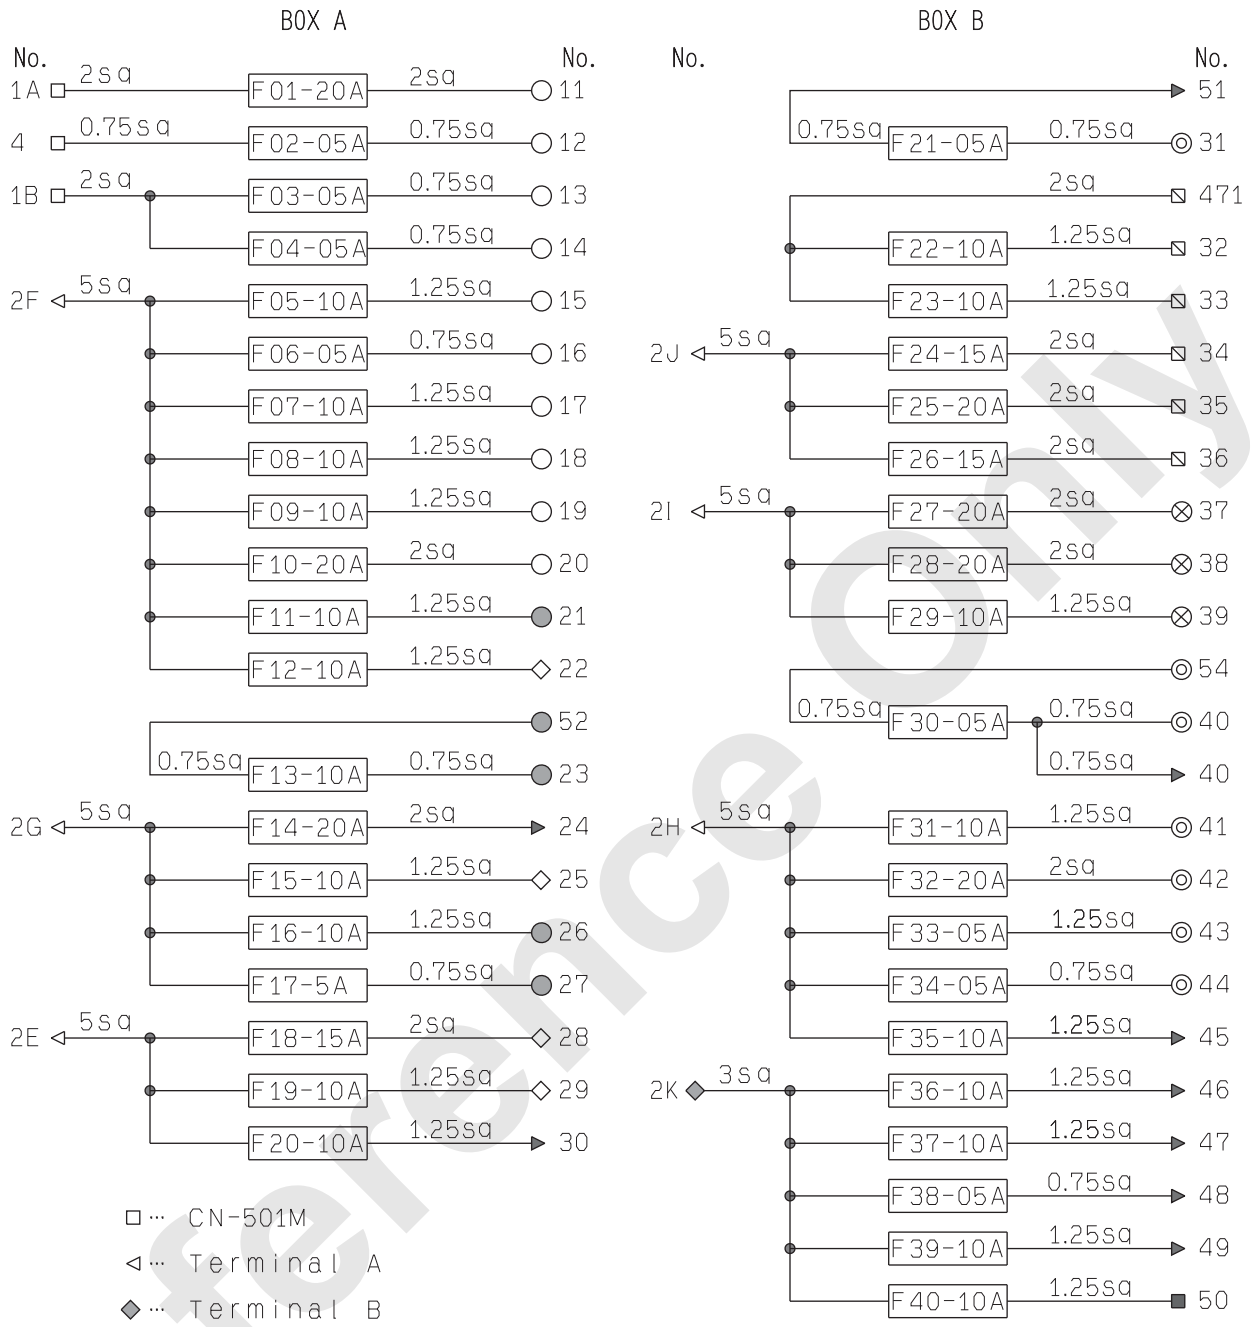 BOX A
No. No.
1A 2sq F01-20A 2sq 11
4 0.75sq F02-05A 0.75sq 12
1B 2sq F03-05A 0.75sq 13
F04-05A 0.75sq 14
2F 5sq F05-10A 1.25sq 15
F06-05A 0.75sq 16
F07-10A 1.25sq 17
F08-10A 1.25sq 18
F09-10A 1.25sq 19
F10-20A 2sq 20
F11-10A 1.25sq 21
F12-10A 1.25sq 22
52
0.75sq F13-10A 0.75sq 23
2G 5sq F14-20A 2sq 24
F15-10A 1.25sq 25
F16-10A 1.25sq 26
F17-5A 0.75sq 27
2E 5sq F18-15A 2sq 28
F19-10A 1.25sq 29
F20-10A 1.25sq 30
··· CN-501M
··· Terminal A
··· Terminal B
BOX B
No. No.
51
0.75sq F21-05A 0.75sq 31
2sq 471
F22-10A 1.25sq 32
F23-10A 1.25sq 33
2J 5sq F24-15A 2sq 34
F25-20A 2sq 35
F26-15A 2sq 36
2I 5sq F27-20A 2sq 37
F28-20A 2sq 38
F29-10A 1.25sq 39
54
0.75sq F30-05A 0.75sq 40
0.75sq 40
2H 5sq F31-10A 1.25sq 41
F32-20A 2sq 42
F33-05A 1.25sq 43
F34-05A 0.75sq 44
F35-10A 1.25sq 45
2K 3sq F36-10A 1.25sq 46
F37-10A 1.25sq 47
F38-05A 0.75sq 48
F39-10A 1.25sq 49
F40-10A 1.25sq 50
ference Only